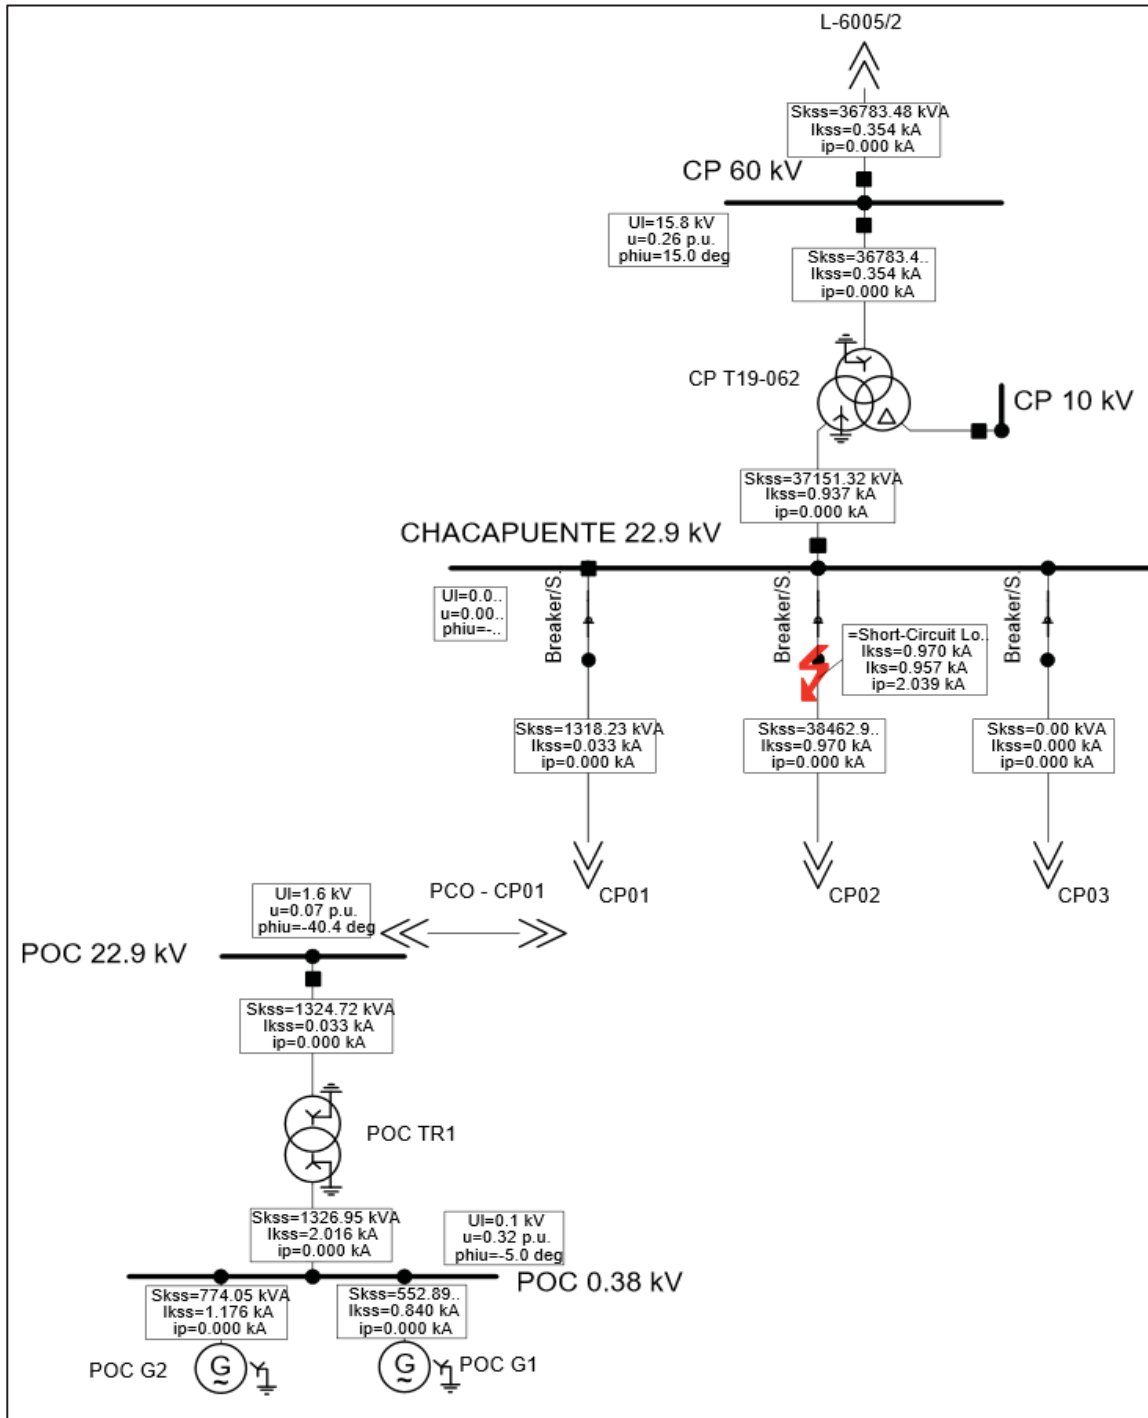 L-6005/2
Skss=36783.48 kVA
Ikss=0.354 kA
ip=0.000 kA
CP 60 kV
Ul=15.8 kV
u=0.26 p.u.
phiu=15.0 deg
Skss=36783.4..
Ikss=0.354 kA
ip=0.000 kA
CP T19-062
CP 10 kV
Skss=37151.32 kVA
Ikss=0.937 kA
ip=0.000 kA
CHACAPUENTE 22.9 kV
Ul=0.0..
u=0.00..
phiu=-..
Breaker/S.
Breaker/S.
Breaker/S.
=Short-Circuit Lo..
Ikss=0.970 kA
Iks=0.957 kA
ip=2.039 kA
Skss=1318.23 kVA
Ikss=0.033 kA
ip=0.000 kA
Skss=38462.9..
Ikss=0.970 kA
ip=0.000 kA
Skss=0.00 kVA
Ikss=0.000 kA
ip=0.000 kA
CP01
CP02
CP03
PCO - CP01
Ul=1.6 kV
u=0.07 p.u.
phiu=-40.4 deg
POC 22.9 kV
Skss=1324.72 kVA
Ikss=0.033 kA
ip=0.000 kA
POC TR1
Skss=1326.95 kVA
Ikss=2.016 kA
ip=0.000 kA
Ul=0.1 kV
u=0.32 p.u.
phiu=-5.0 deg
POC 0.38 kV
Skss=774.05 kVA
Ikss=1.176 kA
ip=0.000 kA
Skss=552.89..
Ikss=0.840 kA
ip=0.000 kA
POC G2
G
~
G
~
POC G1